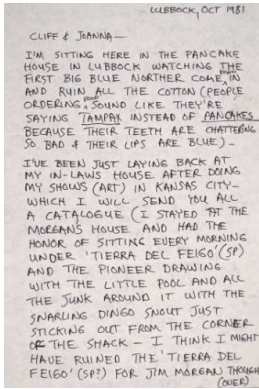 LUBBOCK, OCT 1981
CLIFF & JOANNA—
I'M SITTING HERE IN THE PANCAKE
HOUSE IN LUBBOCK WATCHING THE
FIRST BIG BLUE NORTHER COME IN
AND RUIN ALL THE COTTON (PEOPLE
ORDERING SOUND LIKE THEY'RE
SAYING TAMPAX INSTEAD OF PANCAKES
BECAUSE THEIR TEETH ARE CHATTERING
SO BAD & THEIR LIPS ARE BLUE)—
I'VE BEEN JUST LAYING BACK AT
MY IN-LAWS HOUSE AFTER DOING
MY SHOWS (ART) IN KANSAS CITY—
WHICH I WILL SEND YOU ALL
A CATALOGUE (I STAYED AT THE
MORGAN'S HOUSE AND HAD THE
HONOR OF SITTING EVERY MORNING
UNDER 'TIERRA DEL FEIGO' (SP)
AND THE PIONEER DRAWING
WITH THE LITTLE POOL AND ALL
THE JUNK AROUND IT WITH THE
SNARLING DINGO SNOUT JUST
STICKING OUT FROM THE CORNER
OF THE SHACK — I THINK I MIGHT
HAVE RUINED THE 'TIERRA DEL
FEIGO' (SP?) FOR JIM MORGAN THOUGH
(OVER)